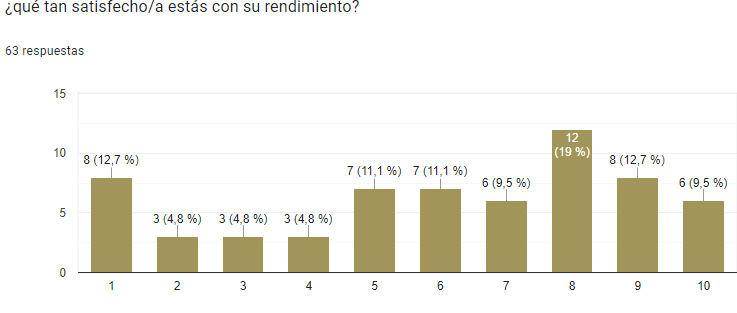 ¿qué tan satisfecho/a estás con su rendimiento?
63 respuestas
15
10
5
0
8 (12,7 %)
3 (4,8 %)
3 (4,8 %)
3 (4,8 %)
7 (11,1 %)
7 (11,1 %)
6 (9,5 %)
12
(19 %)
8 (12,7 %)
6 (9,5 %)
1 2 3 4 5 6 7 8 9 10